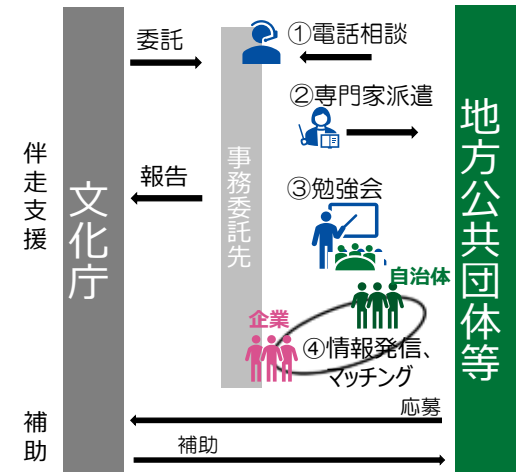 伴走支援
補助
文化庁
委託
報告
事務委託先
①電話相談
②専門家派遣
③勉強会
自治体
企業
④情報発信、
マッチング
地方公共団体等
応募
補助